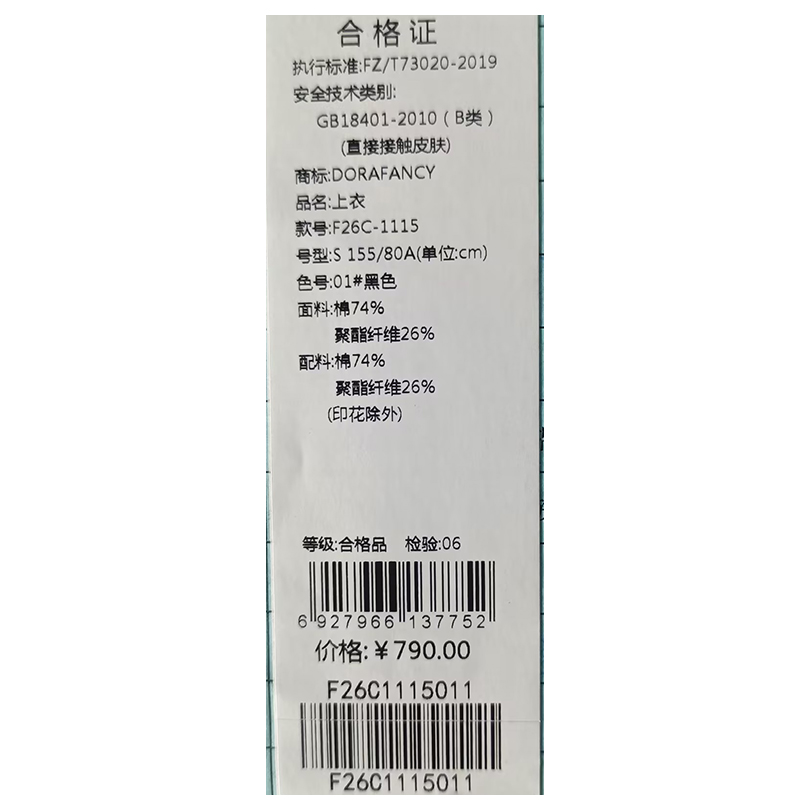 合格证
执行标准:FZ/T73020-2019
安全技术类别:
GB18401-2010（B类）
(直接接触皮肤)
商标:DORAFANCY
品名:上衣
款号:F26C-1115
号型:S 155/80A(单位:cm)
色号:01#黑色
面料:棉74%
聚酯纤维26%
配料:棉74%
聚酯纤维26%
(印花除外)
等级:合格品 检验:06
6 927966 137752
价格:￥790.00
F26C1115011
F26C1115011